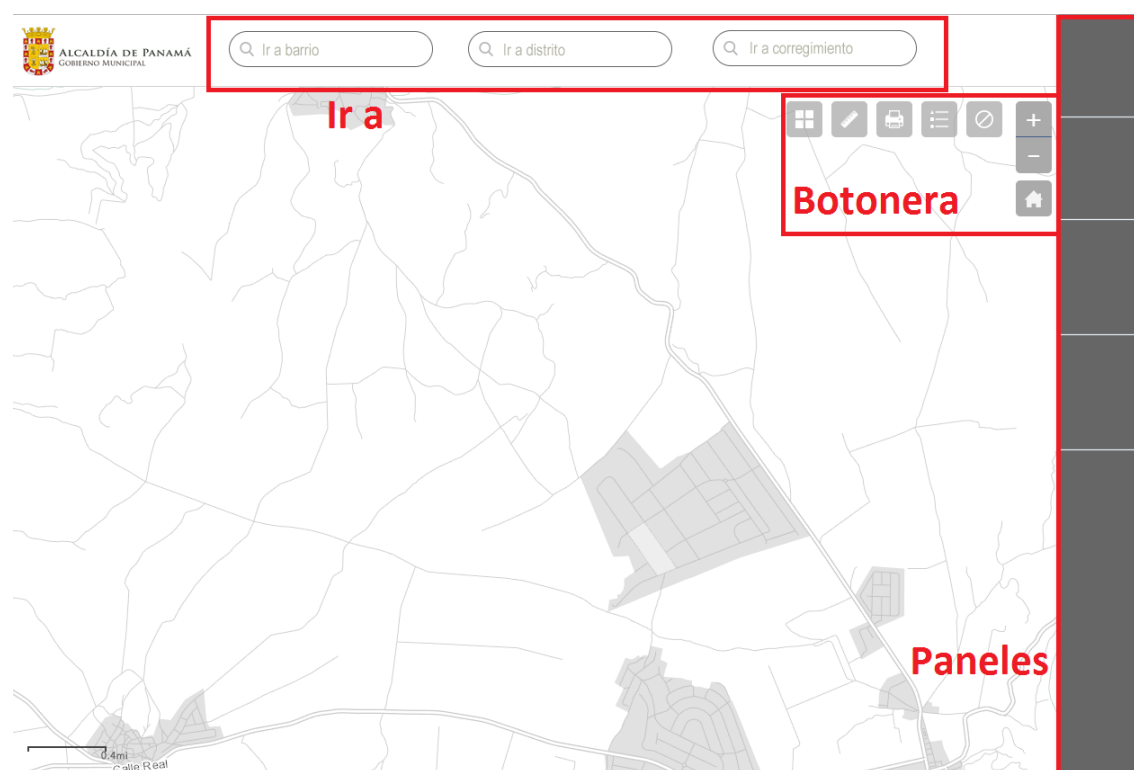 ALCALDÍA DE PANAMÁ
GOBIERNO MUNICIPAL
Ir a barrio
Ir a distrito
Ir a corregimiento
Ir a
+
−
Botonera
Paneles
0.4mi
Calle Real